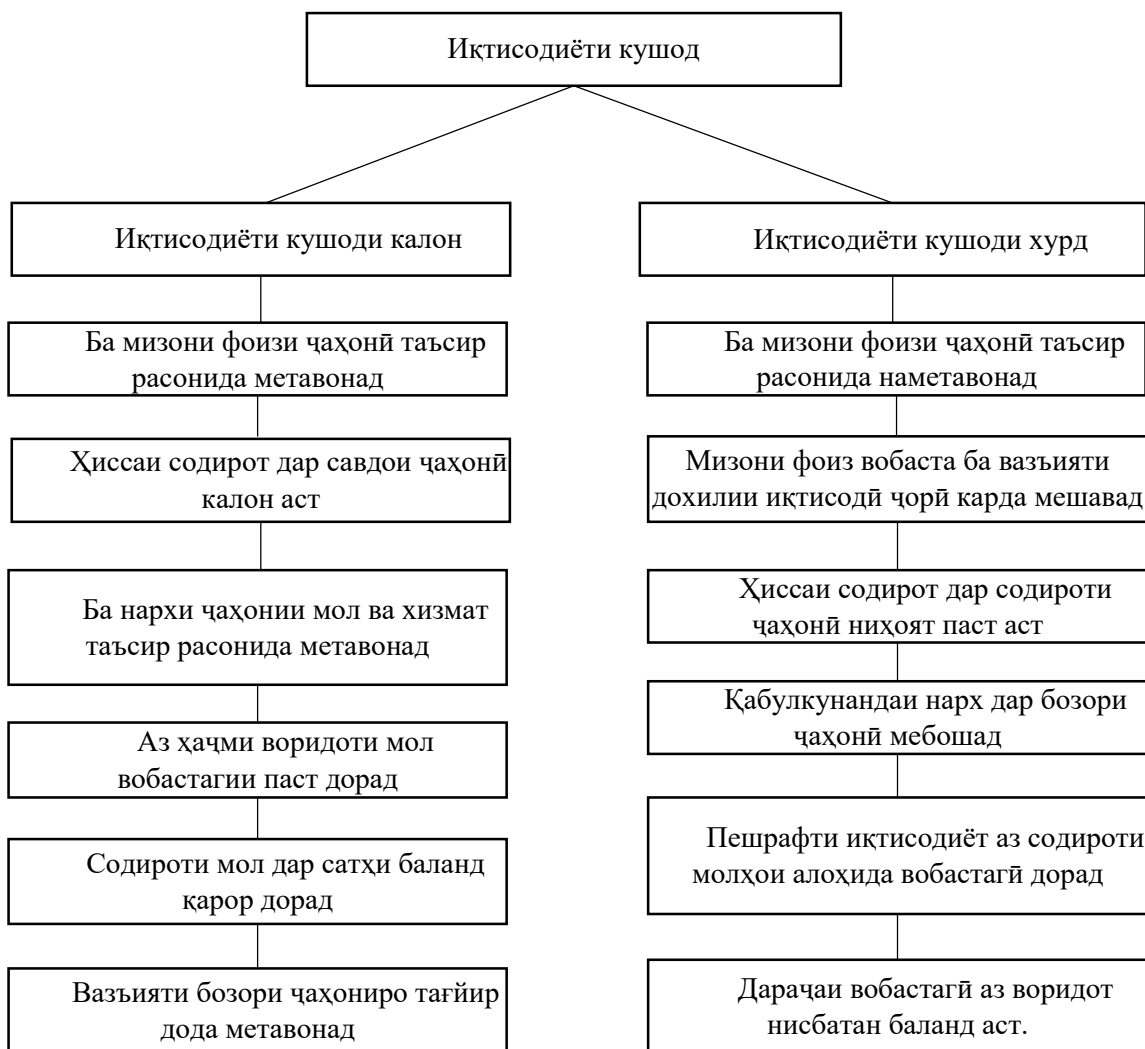 Иқтисодиёти кушод
Иқтисодиёти кушоди калон
Ба мизони фоизи ҷаҳонӣ таъсир
расонида метавонад
Ҳиссаи содирот дар савдои ҷаҳонӣ
калон аст
Ба нархи ҷаҳонии мол ва хизмат
таъсир расонида метавонад
Аз ҳаҷми воридоти мол
вобастагии паст дорад
Содироти мол дар сатҳи баланд
қарор дорад
Вазъияти бозори ҷаҳониро тағйир
дода метавонад
Иқтисодиёти кушоди хурд
Ба мизони фоизи ҷаҳонӣ таъсир
расонида наметавонад
Мизони фоиз вобаста ба вазъияти
дохилии иқтисодӣ ҷорӣ карда мешавад
Ҳиссаи содирот дар содироти
ҷаҳонӣ ниҳоят паст аст
Қабулкунандаи нарх дар бозори
ҷаҳонӣ мебошад
Пешрафти иқтисодиёт аз содироти
молҳои алоҳида вобастагӣ дорад
Дараҷаи вобастагӣ аз воридот
нисбатан баланд аст.